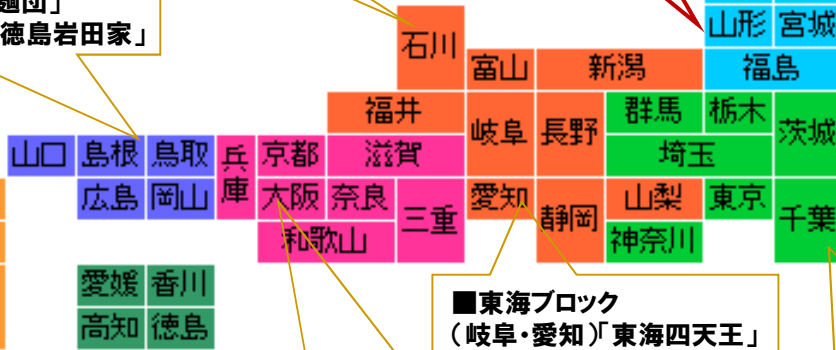 徳島岩田家」
山形 宮城
石川
富山 新潟 福島
福井 岐阜 長野 群馬 栃木 茨城
山口 島根 鳥取 兵庫 京都 滋賀 埼玉
広島 岡山 大阪 奈良 三重 愛知 静岡 山梨 東京 千葉
和歌山 神奈川
愛媛 香川
高知 徳島
■東海ブロック
（岐阜・愛知）「東海四天王」